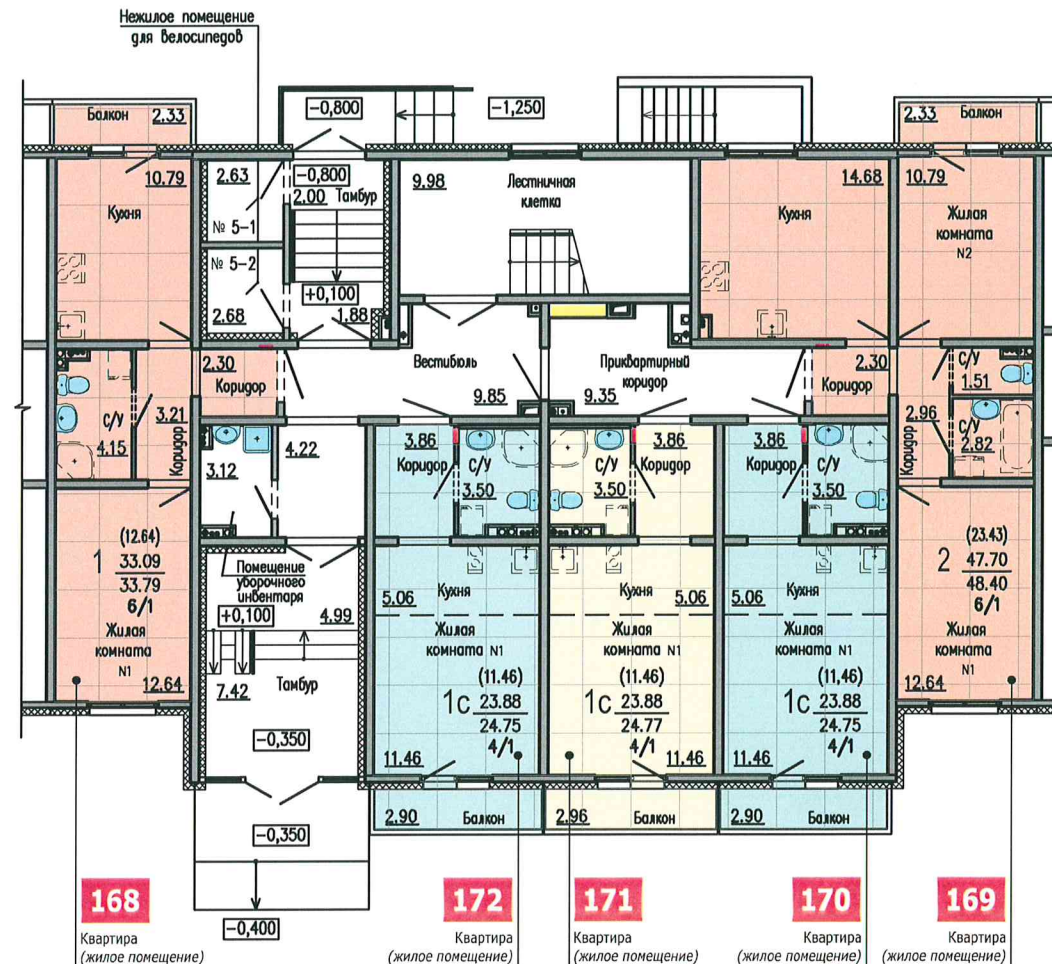 Нежилое помещение
для велосипедов
Балкон 2.33
-0,800
-1,250
2.33 Балкон
10.79
Кухня
2.63
№ 5-1
-0,800
2.00 Тамбур
9.98
Лестничная
клетка
14.68
Кухня
10.79
Жилая
комната
N2
№ 5-2
2.68
+0,100
1.88
2.30
Коридор
Вестибюль
9.85
Приквартирный
коридор
9.35
2.30
Коридор
С/У
1.51
С/У
4.15
3.21
Коридор
3.12
4.22
3.86
Коридор
С/У
3.50
С/У
3.50
3.86
Коридор
3.86
Коридор
С/У
3.50
2.96
Коридор
С/У
2.82
(12.64)
1 33.09
33.79
6/1
Жилая
комната
N1
12.64
Помещение
уборочного
инвентаря
+0,100
4.99
7.42
Тамбур
-0,350
-0,350
-0,400
Кухня
5.06
Жилая
комната N1
(11.46)
1с 23.88
24.75
4/1
11.46
2.90 Балкон
Кухня
5.06
Жилая
комната N1
(11.46)
1с 23.88
24.77
4/1
11.46
2.96 Балкон
Кухня
5.06
Жилая
комната N1
(11.46)
1с 23.88
24.75
4/1
11.46
2.90 Балкон
(23.43)
2 47.70
48.40
6/1
Жилая
комната
N1
12.64
168
Квартира
(жилое помещение)
172
Квартира
(жилое помещение)
171
Квартира
(жилое помещение)
170
Квартира
(жилое помещение)
169
Квартира
(жилое помещение)